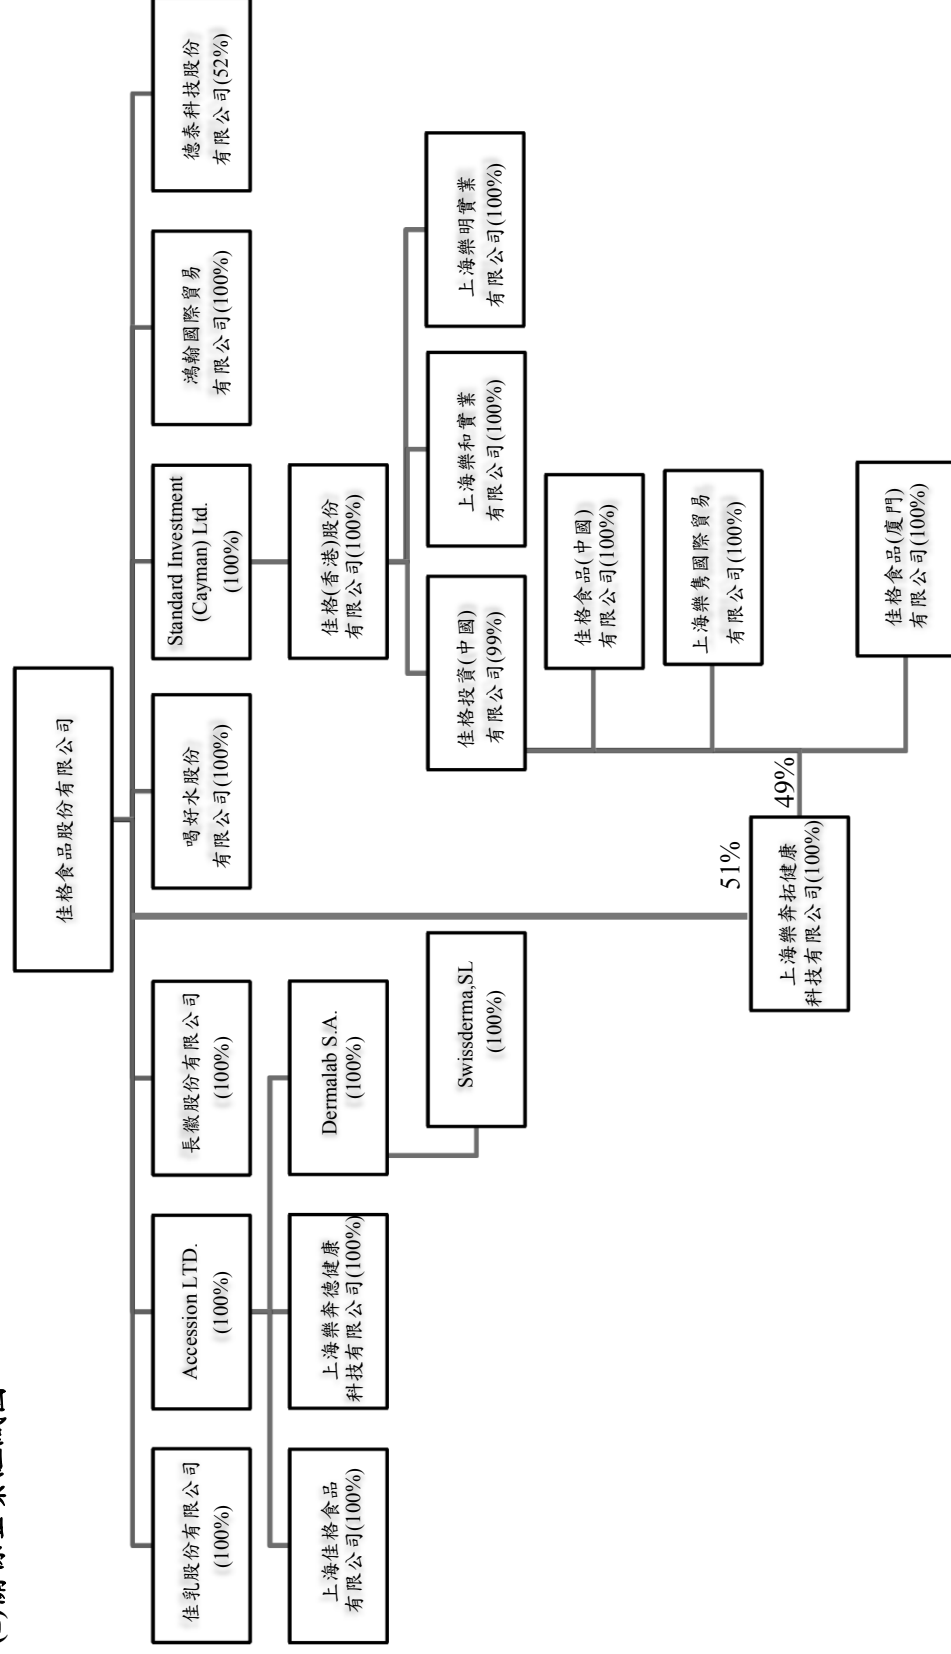 佳格食品股份有限公司
佳乳股份有限公司
(100%)
Accession LTD.
(100%)
長徽股份有限公司
(100%)
喝好水股份
有限公司(100%)
Standard Investment
(Cayman) Ltd.
(100%)
鴻翰國際貿易
有限公司(100%)
德泰科技股份
有限公司(52%)
上海佳格食品
有限公司(100%)
上海樂奔德健康
科技有限公司(100%)
Dermalab S.A.
(100%)
佳格(香港)股份
有限公司(100%)
Swissderma,SL
(100%)
佳格投資(中國)
有限公司(99%)
上海樂和實業
有限公司(100%)
上海樂明實業
有限公司(100%)
佳格食品(中國)
有限公司(100%)
上海樂雋國際貿易
有限公司(100%)
51%
49%
上海樂奔拓健康
科技有限公司(100%)
佳格食品(廈門)
有限公司(100%)